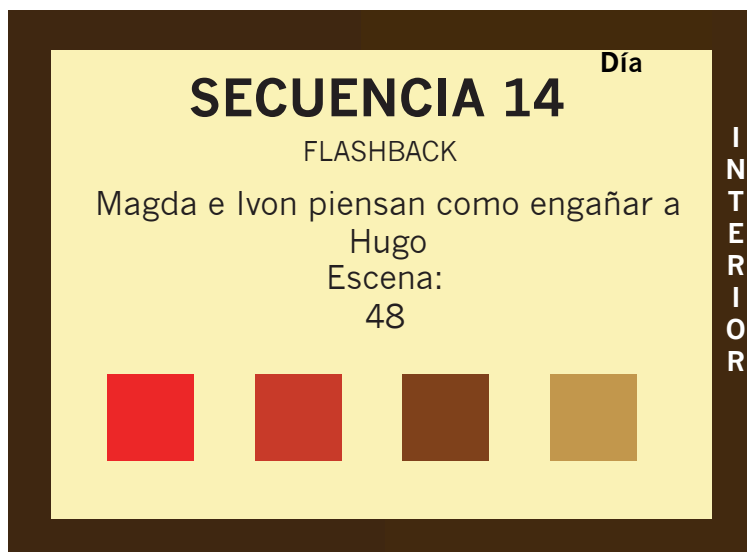 Día
SECUENCIA 14
FLASHBACK
Magda e Ivon piensan como engañar a
Hugo
Escena:
48
INTERIOR